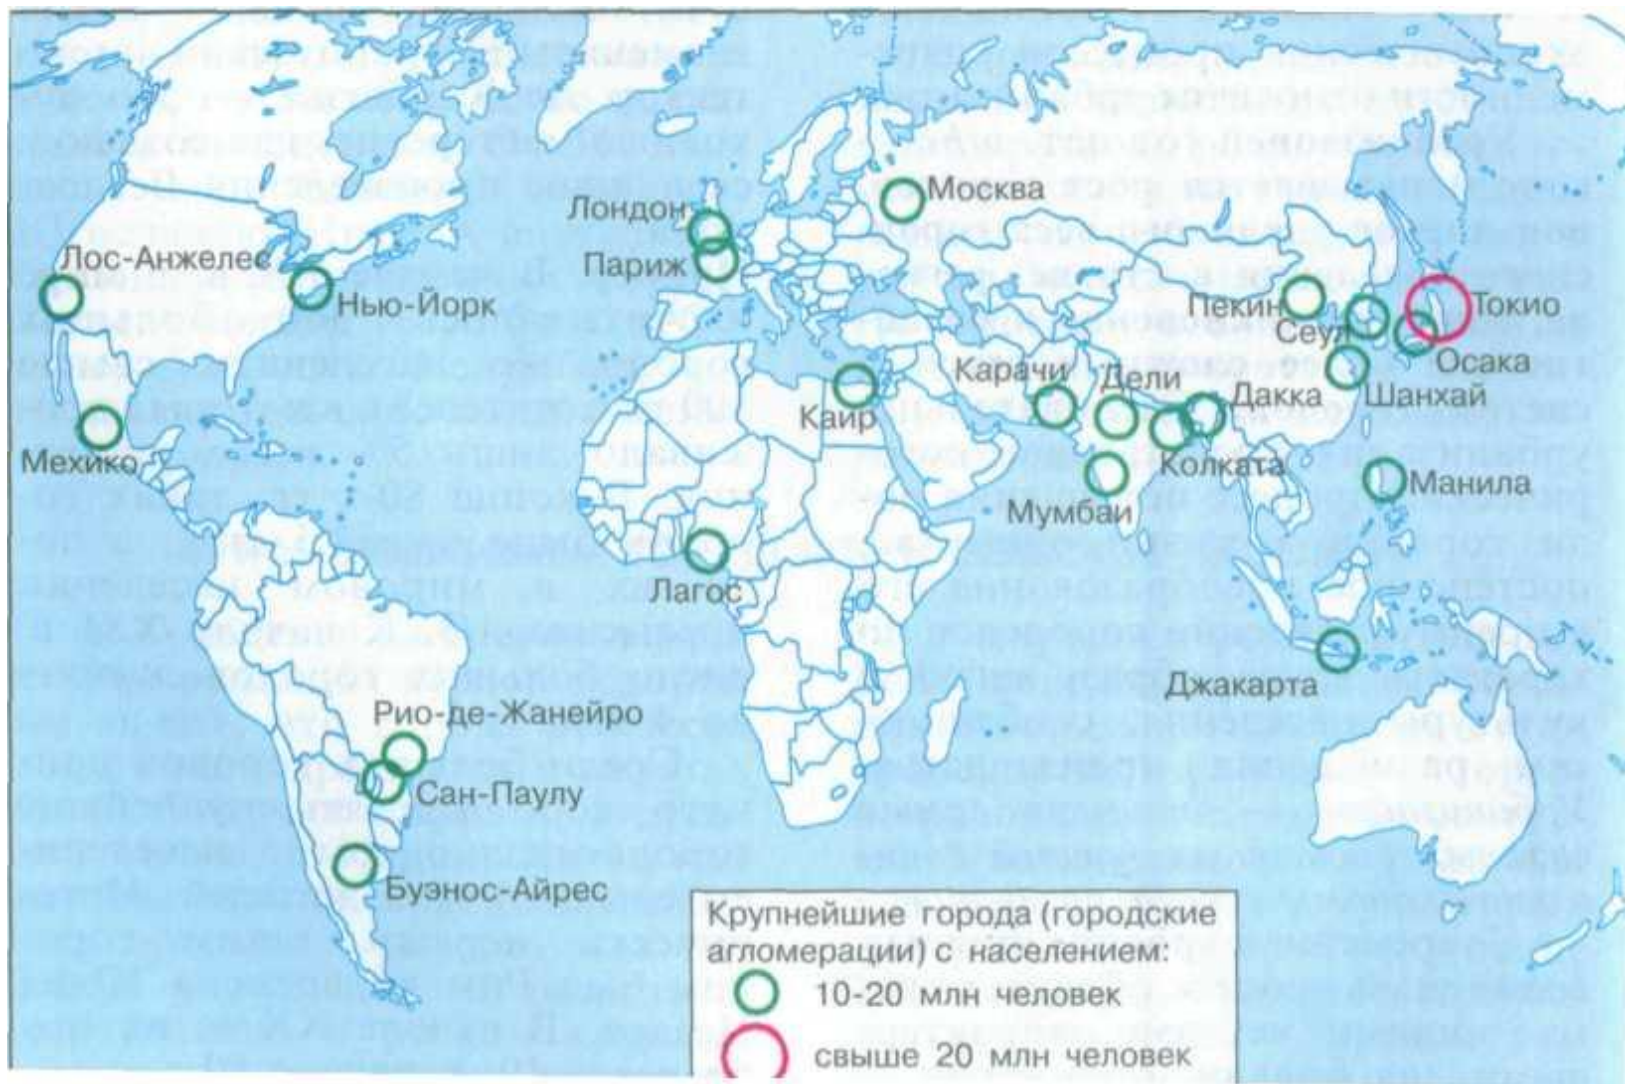 Москва
Лондон
Париж
Лос-Анжелес
Нью-Йорк
Пекин
Токио
Сеул
Осака
Карачи
Дели
Дакка
Шанхай
Каир
Мехико
Колката
Манила
Мумбаи
Лагос
Джакарта
Рио-де-Жанейро
Сан-Паулу
Буэнос-Айрес
Крупнейшие города (городские
агломерации) с населением:
10-20 млн человек
свыше 20 млн человек